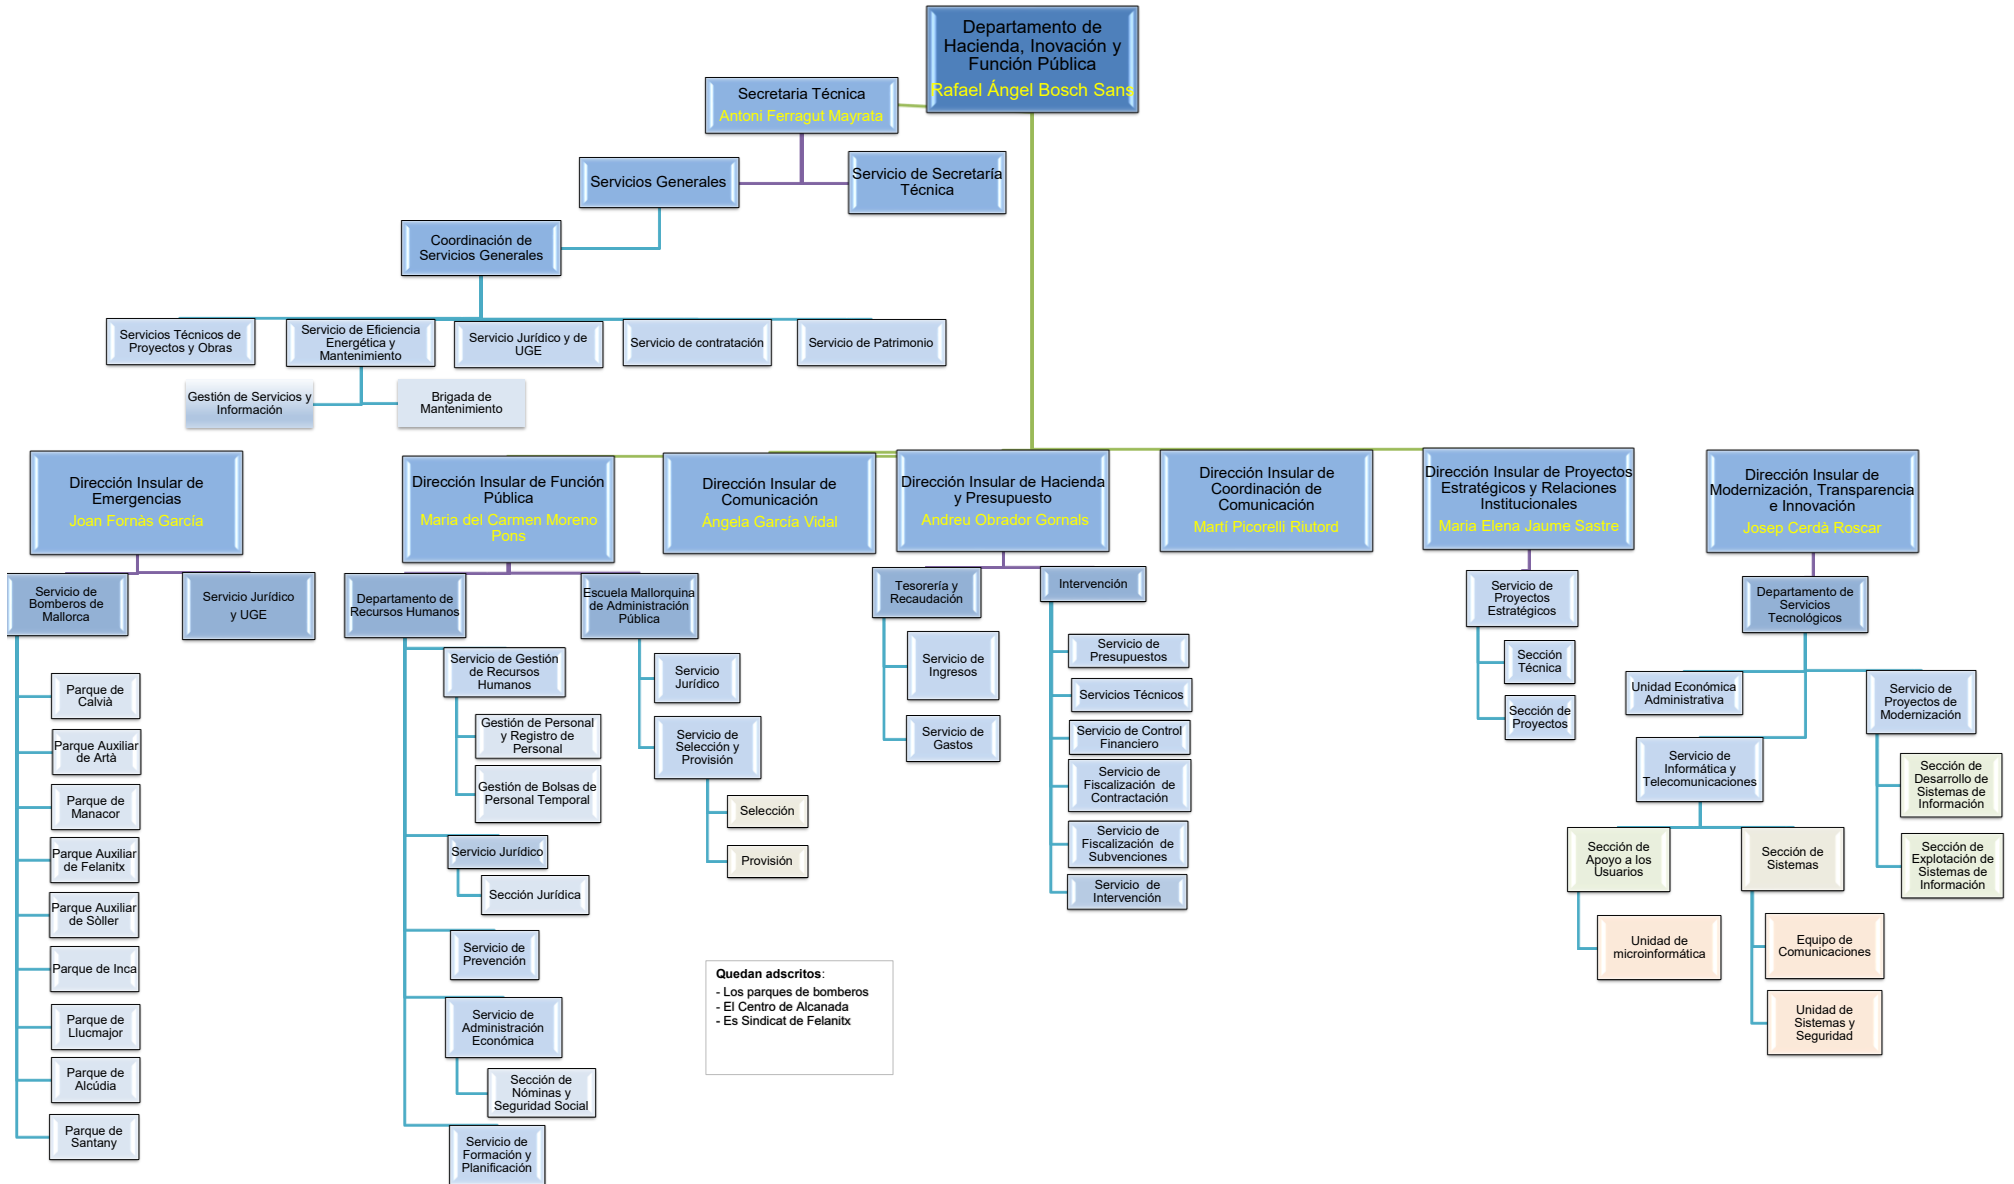 Departamento de
Hacienda, Inovación y
Función Pública
Rafael Ángel Bosch Sans
Secretaria Técnica
Antoni Ferragut Mayrata
Servicios Generales
Servicio de Secretaría
Técnica
Coordinación de
Servicios Generales
Servicios Técnicos de
Proyectos y Obras
Servicio de Eficiencia
Energética y
Mantenimiento
Servicio Jurídico y de
UGE
Servicio de contratación
Servicio de Patrimonio
Gestión de Servicios y
Información
Brigada de
Mantenimiento
Dirección Insular de
Emergencias
Joan Fornàs García
Dirección Insular de Función
Pública
Maria del Carmen Moreno
Pons
Dirección Insular de
Comunicación
Ángela García Vidal
Dirección Insular de Hacienda
y Presupuesto
Andreu Obrador Gornals
Dirección Insular de
Coordinación de
Comunicación
Martí Picorelli Riutord
Dirección Insular de Proyectos
Estratégicos y Relaciones
Institucionales
Maria Elena Jaume Sastre
Dirección Insular de
Modernización, Transparencia
e Innovación
Josep Cerdà Roscar
Servicio de
Bomberos de
Mallorca
Servicio Jurídico
y UGE
Parque de
Calvià
Parque Auxiliar
de Artà
Parque de
Manacor
Parque Auxiliar
de Felanitx
Parque Auxiliar
de Sòller
Parque de Inca
Parque de
Llucmajor
Parque de
Alcúdia
Parque de
Santany
Departamento de
Recursos Humanos
Servicio de Gestión
de Recursos
Humanos
Gestión de Personal
y Registro de
Personal
Gestión de Bolsas de
Personal Temporal
Servicio Jurídico
Sección Jurídica
Servicio de
Prevención
Servicio de
Administración
Económica
Sección de
Nóminas y
Seguridad Social
Servicio de
Formación y
Planificación
Escuela Mallorquina
de Administración
Pública
Servicio
Jurídico
Servicio de
Selección y
Provisión
Selección
Provisión
Tesorería y
Recaudación
Servicio de
Ingresos
Servicio de
Gastos
Intervención
Servicio de
Presupuestos
Servicios Técnicos
Servicio de Control
Financiero
Servicio de
Fiscalización de
Contractación
Servicio de
Fiscalización de
Subvenciones
Servicio de
Intervención
Servicio de
Proyectos
Estratégicos
Sección
Técnica
Sección de
Proyectos
Departamento de
Servicios
Tecnológicos
Unidad Económica
Administrativa
Servicio de
Proyectos de
Modernización
Servicio de
Informática y
Telecomunicaciones
Sección de
Desarrollo de
Sistemas de
Información
Sección de
Explotación de
Sistemas de
Información
Sección de
Apoyo a los
Usuarios
Sección de
Sistemas
Unidad de
microinformática
Equipo de
Comunicaciones
Unidad de
Sistemas y
Seguridad
Quedan adscritos:
- Los parques de bomberos
- El Centro de Alcanada
- Es Sindicat de Felanitx